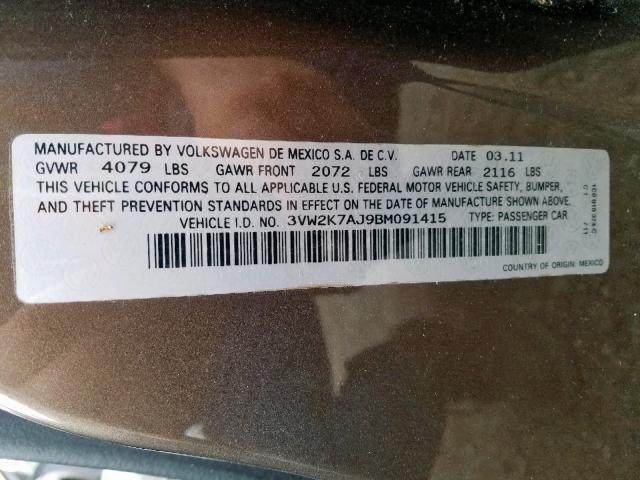 MANUFACTURED BY VOLKSWAGEN DE MEXICO S.A. DE C.V. DATE 03.11
GVWR 4079 LBS GAWR FRONT 2072 LBS GAWR REAR 2116 LBS
THIS VEHICLE CONFORMS TO ALL APPLICABLE U.S. FEDERAL MOTOR VEHICLE SAFETY, BUMPER,
AND THEFT PREVENTION STANDARDS IN EFFECT ON THE DATE OF MANUFACTURE SHOWN ABOVE.
VEHICLE I.D. NO. 3VW2K7AJ9BM091415 TYPE: PASSENGER CAR
COUNTRY OF ORIGIN: MEXICO